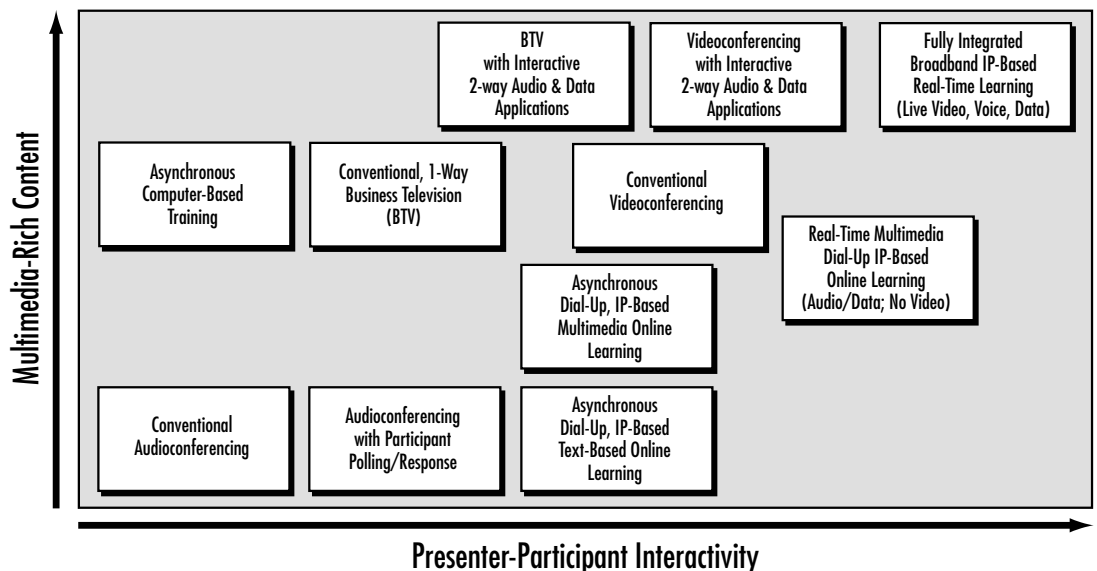 Multimedia-Rich Content
BTV
with Interactive
2-way Audio & Data
Applications
Videoconferencing
with Interactive
2-way Audio & Data
Applications
Fully Integrated
Broadband IP-Based
Real-Time Learning
(Live Video, Voice, Data)
Asynchronous
Computer-Based
Training
Conventional, 1-Way
Business Television
(BTV)
Conventional
Videoconferencing
Real-Time Multimedia
Dial-Up IP-Based
Online Learning
(Audio/Data; No Video)
Asynchronous
Dial-Up, IP-Based
Multimedia Online
Learning
Conventional
Audioconferencing
Audioconferencing
with Participant
Polling/Response
Asynchronous
Dial-Up, IP-Based
Text-Based Online
Learning
Presenter-Participant Interactivity